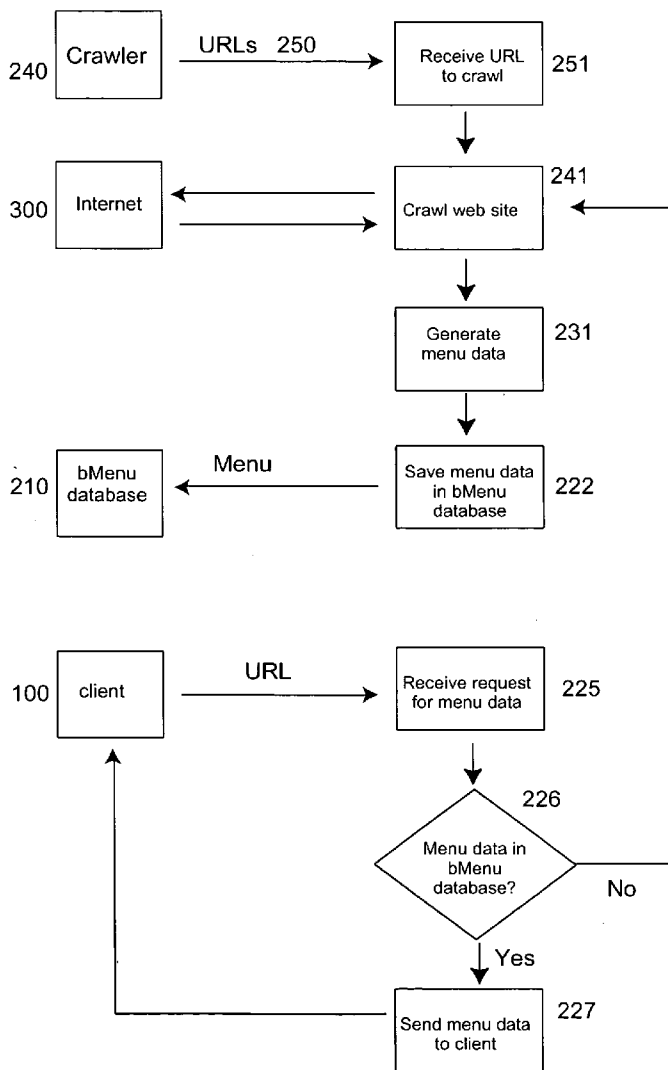 Crawler
240
URLs 250
Receive URL
to crawl
251
Internet
300
Crawl web site
241
Generate
menu data
231
bMenu
database
210
Menu
Save menu data
in bMenu
database
222
client
100
URL
Receive request
for menu data
225
226
Menu data in
bMenu
database?
No
Yes
Send menu data
to client
227